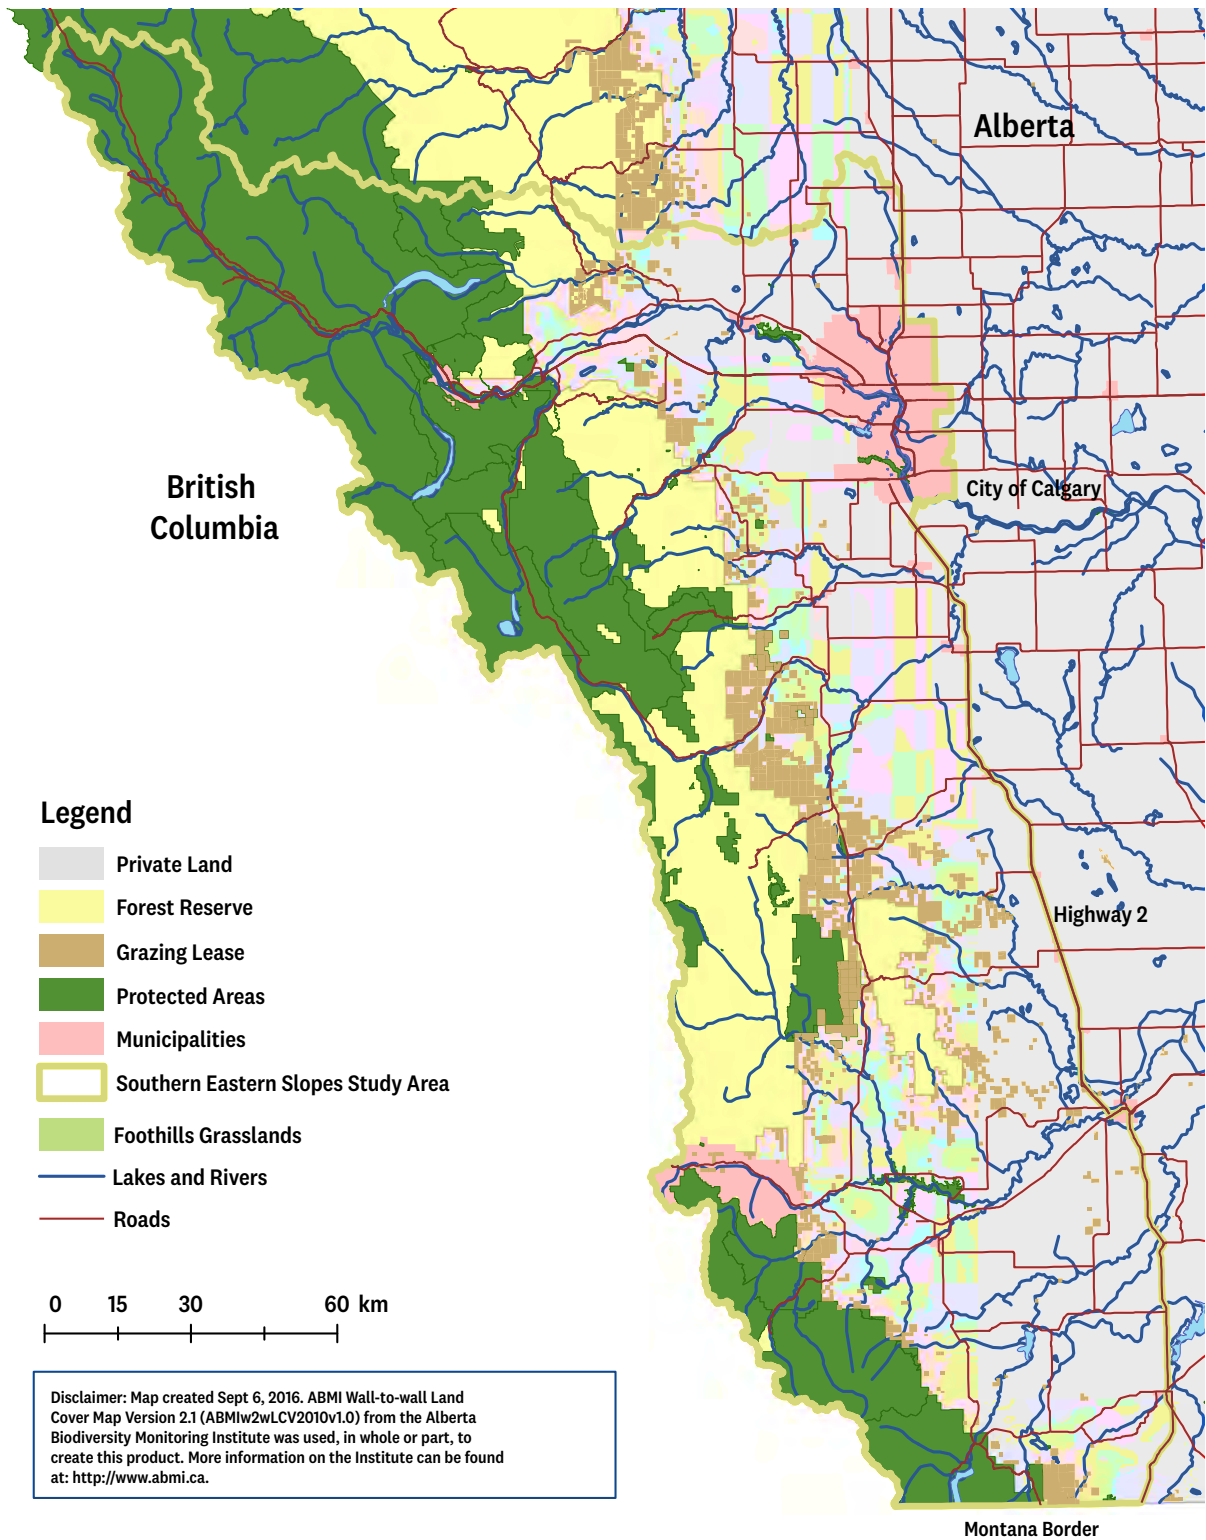 Alberta
British
Columbia
City of Calgary
Highway 2
Legend
Private Land
Forest Reserve
Grazing Lease
Protected Areas
Municipalities
Southern Eastern Slopes Study Area
Foothills Grasslands
Lakes and Rivers
Roads
0 15 30 60 km
Disclaimer: Map created Sept 6, 2016. ABMI Wall-to-wall Land
Cover Map Version 2.1 (ABMIw2wLCV2010v1.0) from the Alberta
Biodiversity Monitoring Institute was used, in whole or part, to
create this product. More information on the Institute can be found
at: http://www.abmi.ca.
Montana Border